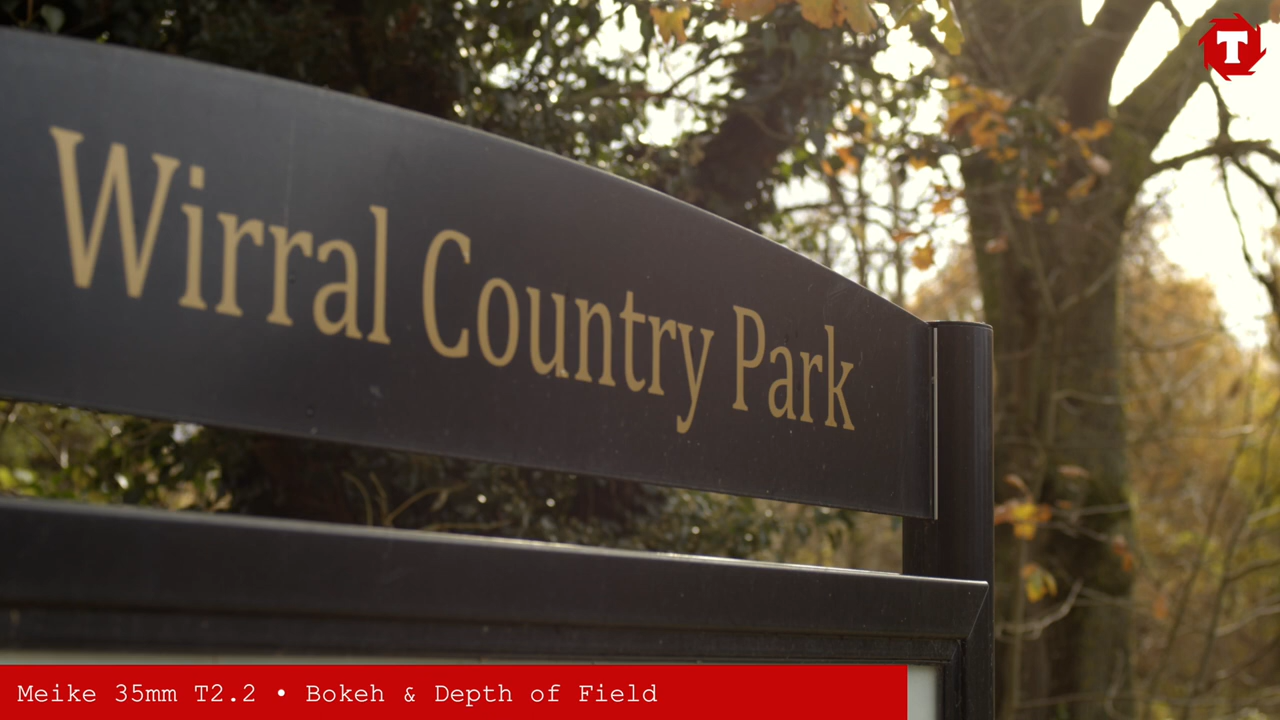 T
Wirral Country Park
Meike 35mm T2.2 • Bokeh & Depth of Field